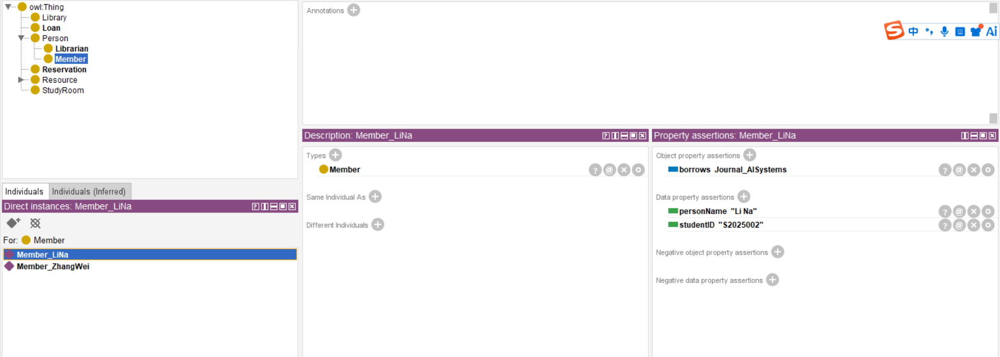 owl:Thing
Library
Loan
Person
Librarian
Member
Reservation
Resource
StudyRoom
Individuals
Individuals (Inferred)
Direct instances: Member_LiNa
For: Member
Member_LiNa
Member_ZhangWei
Annotations
中 Ai
Description: Member_LiNa
Types
Member
Same Individual As
Different Individuals
Property assertions: Member_LiNa
Object property assertions
borrows Journal_AISystems
Data property assertions
personName "Li Na"
studentID "S2025002"
Negative object property assertions
Negative data property assertions